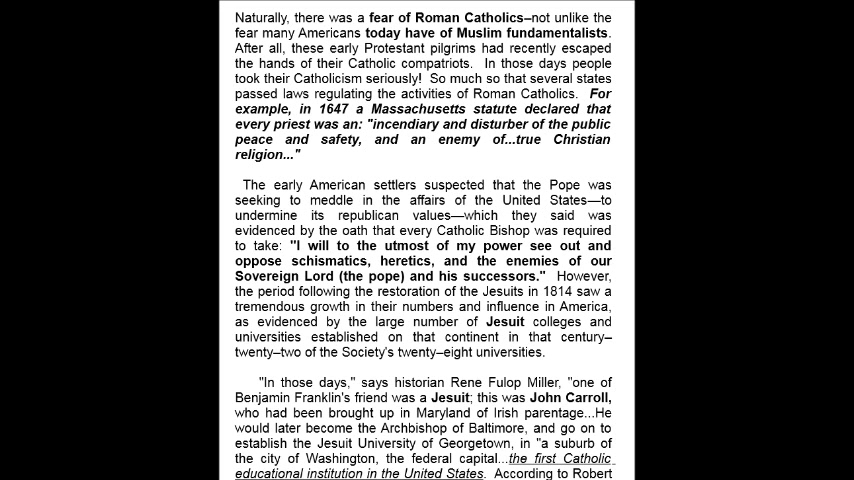 Naturally, there was a fear of Roman Catholics–not unlike the
fear many Americans today have of Muslim fundamentalists.
After all, these early Protestant pilgrims had recently escaped
the hands of their Catholic compatriots. In those days people
took their Catholicism seriously! So much so that several states
passed laws regulating the activities of Roman Catholics. For
example, in 1647 a Massachusetts statute declared that
every priest was an: "incendiary and disturber of the public
peace and safety, and an enemy of...true Christian
religion..."
The early American settlers suspected that the Pope was
seeking to meddle in the affairs of the United States—to
undermine its republican values—which they said was
evidenced by the oath that every Catholic Bishop was required
to take: "I will to the utmost of my power see out and
oppose schismatics, heretics, and the enemies of our
Sovereign Lord (the pope) and his successors." However,
the period following the restoration of the Jesuits in 1814 saw a
tremendous growth in their numbers and influence in America,
as evidenced by the large number of Jesuit colleges and
universities established on that continent in that century–
twenty–two of the Society's twenty–eight universities.
"In those days," says historian Rene Fulop Miller, "one of
Benjamin Franklin's friend was a Jesuit; this was John Carroll,
who had been brought up in Maryland of Irish parentage...He
would later become the Archbishop of Baltimore, and go on to
establish the Jesuit University of Georgetown, in "a suburb of
the city of Washington, the federal capital...the first Catholic
educational institution in the United States. According to Robert